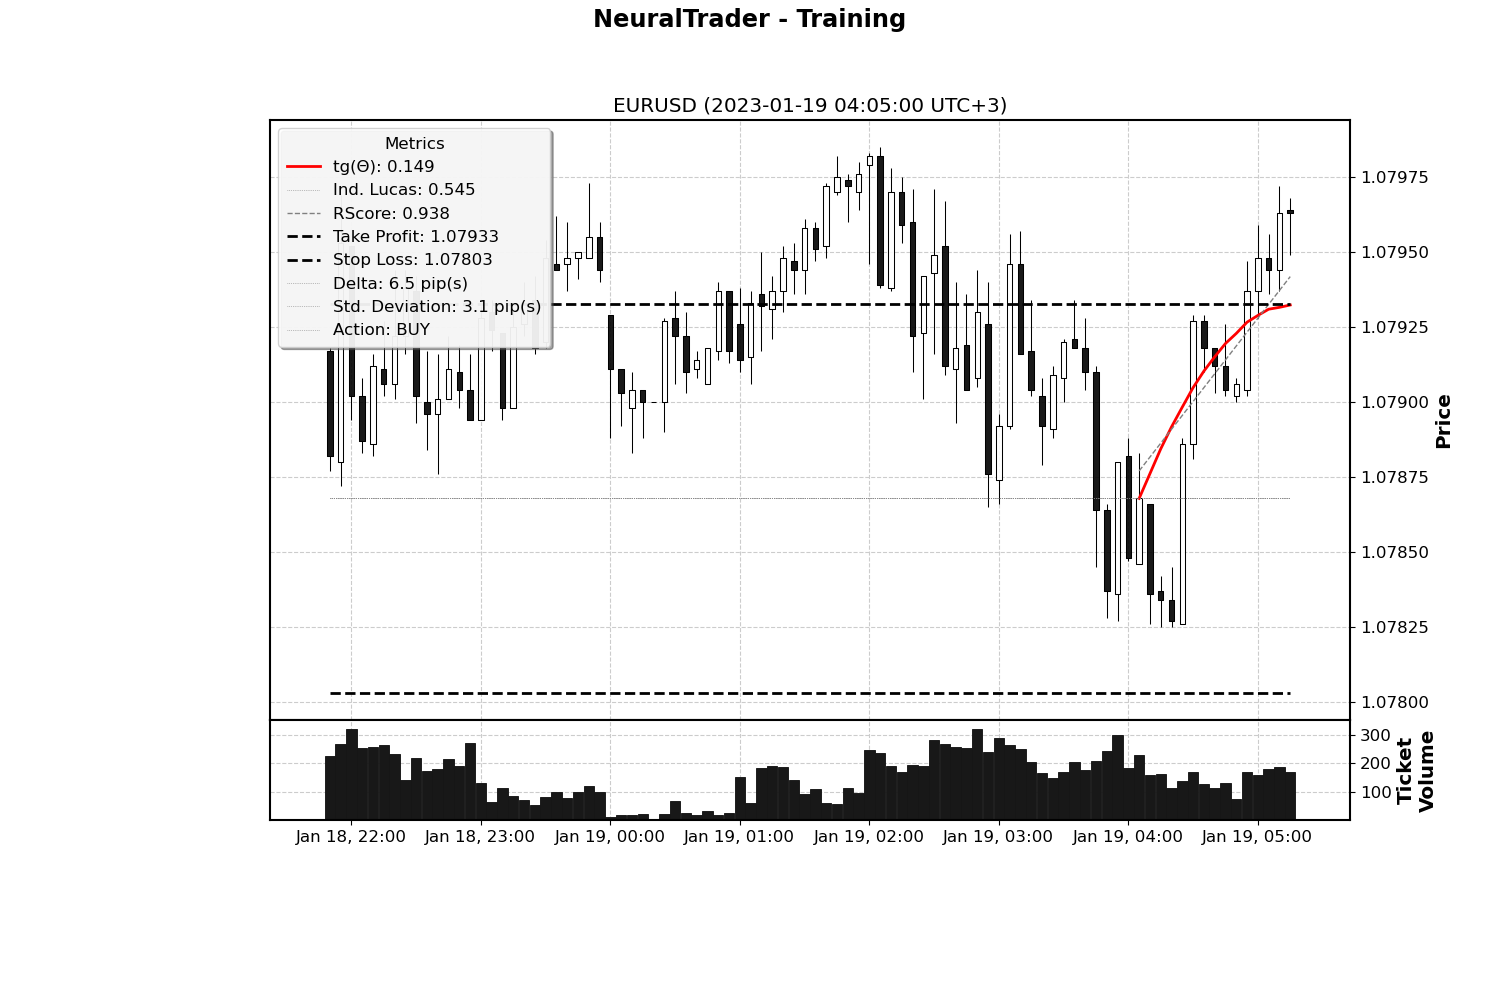 NeuralTrader - Training
EURUSD (2023-01-19 04:05:00 UTC+3)
Metrics
tg(Θ): 0.149
Ind. Lucas: 0.545
RScore: 0.938
Take Profit: 1.07933
Stop Loss: 1.07803
Delta: 6.5 pip(s)
Std. Deviation: 3.1 pip(s)
Action: BUY
1.07975
1.07950
1.07925
1.07900
1.07875
1.07850
1.07825
1.07800
Price
300
200
100
Ticket
Volume
Jan 18, 22:00 Jan 18, 23:00 Jan 19, 00:00 Jan 19, 01:00 Jan 19, 02:00 Jan 19, 03:00 Jan 19, 04:00 Jan 19, 05:00